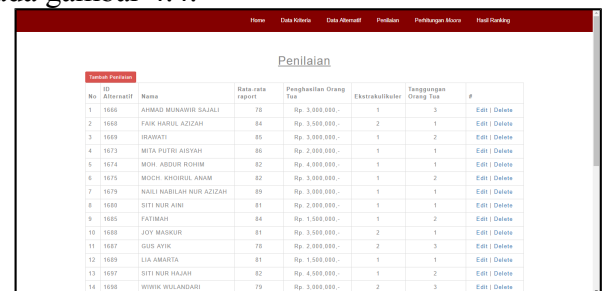 Home Data Kriteria Data Alternatif Penilaian Perhitungan Moora Hasil Ranking
Penilaian
Tambah Penilaian
No ID Alternatif Nama Rata-rata raport Penghasilan Orang Tua Ekstrakulikuler Tanggungan Orang Tua #
1 1666 AHMAD MUNAWIR SAJALI 78 Rp. 3,000,000,- 1 3 Edit | Delete
2 1668 FAIK HARUL AZIZAH 84 Rp. 3,500,000,- 2 1 Edit | Delete
3 1669 IRAWATI 85 Rp. 3,000,000,- 1 2 Edit | Delete
4 1673 MITA PUTRI AISYAH 86 Rp. 2,000,000,- 1 1 Edit | Delete
5 1674 MOH. ABDUR ROHIM 82 Rp. 4,000,000,- 1 1 Edit | Delete
6 1675 MOCH. KHOIRUL ANAM 82 Rp. 3,000,000,- 1 2 Edit | Delete
7 1679 NAILI NABILAH NUR AZIZAH 89 Rp. 3,000,000,- 1 1 Edit | Delete
8 1680 SITI NUR AINI 81 Rp. 2,000,000,- 1 1 Edit | Delete
9 1685 FATIMAH 84 Rp. 1,500,000,- 1 2 Edit | Delete
10 1688 JOY MASKUR 81 Rp. 3,500,000,- 2 1 Edit | Delete
11 1687 GUS AYIK 78 Rp. 2,000,000,- 2 3 Edit | Delete
12 1689 LIA AMARTA 81 Rp. 1,500,000,- 1 1 Edit | Delete
13 1697 SITI NUR HAJAH 82 Rp. 4,500,000,- 1 2 Edit | Delete
14 1698 WIWIK WULANDARI 79 Rp. 3,000,000,- 2 3 Edit | Delete